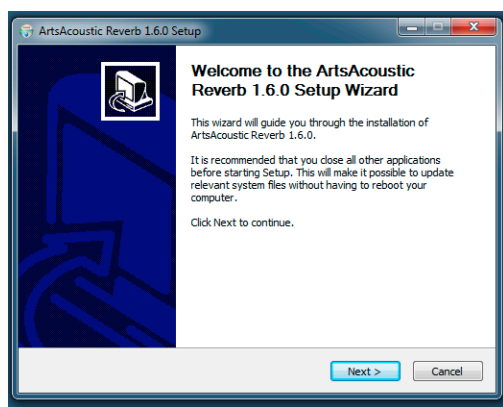 ArtsAcoustic Reverb 1.6.0 Setup
Welcome to the ArtsAcoustic
Reverb 1.6.0 Setup Wizard
This wizard will guide you through the installation of
ArtsAcoustic Reverb 1.6.0.
It is recommended that you close all other applications
before starting Setup. This will make it possible to update
relevant system files without having to reboot your
computer.
Click Next to continue.
Next >
Cancel